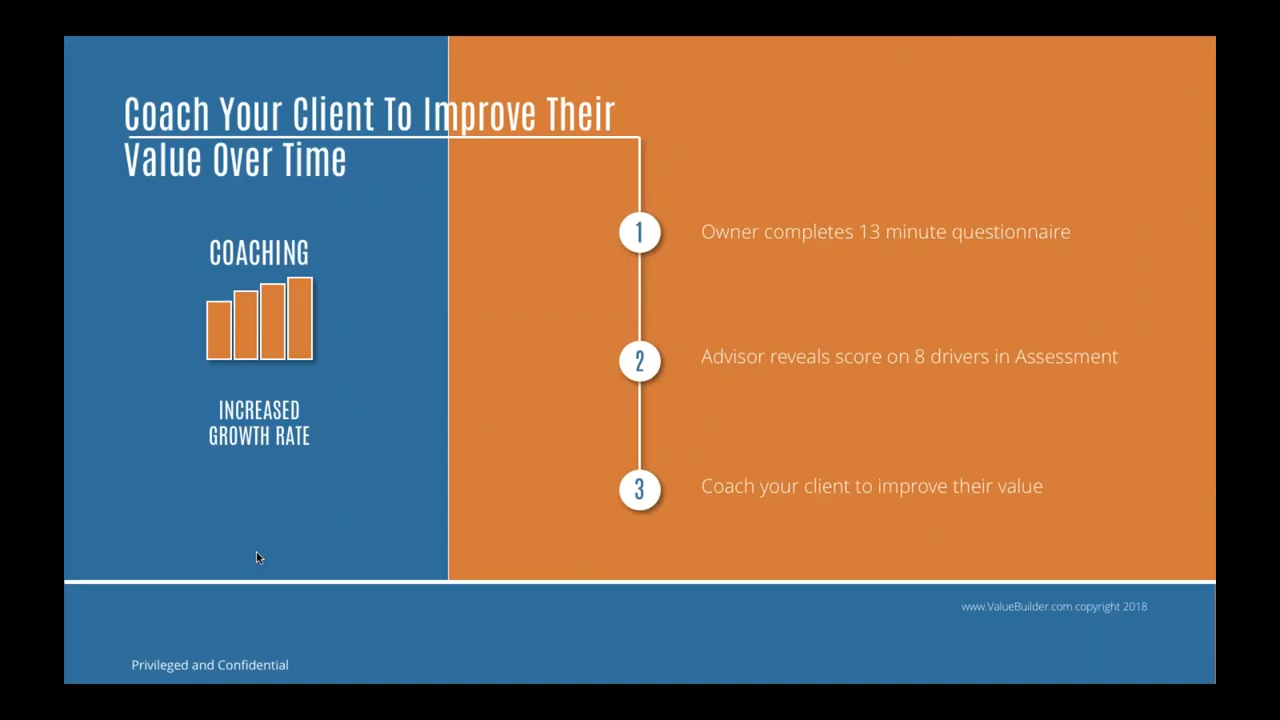 Coach Your Client To Improve Their
Value Over Time
COACHING
INCREASED
GROWTH RATE
1
Owner completes 13 minute questionnaire
2
Advisor reveals score on 8 drivers in Assessment
3
Coach your client to improve their value
www.ValueBuilder.com copyright 2018
Privileged and Confidential